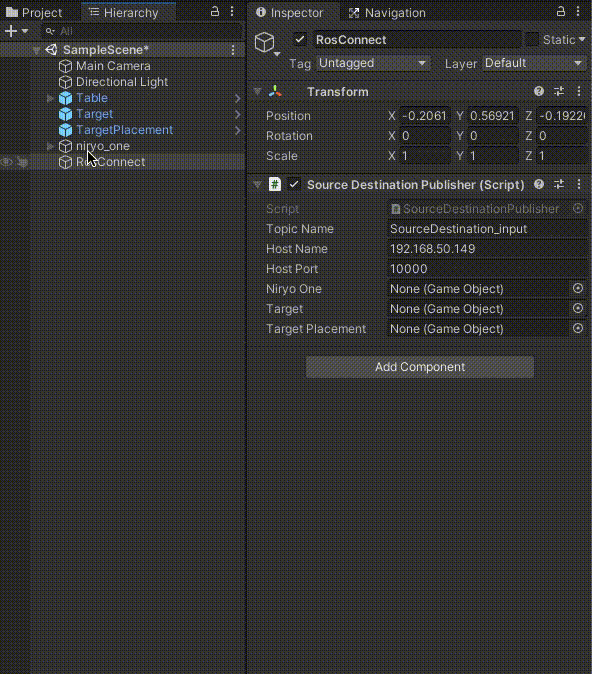 Project
Hierarchy
All
SampleScene*
Main Camera
Directional Light
Table
Target
TargetPlacement
niryo_one
RosConnect
Inspector
Navigation
RosConnect
Static
Tag Untagged Layer Default
Transform
Position X -0.2061 Y 0.56921 Z -0.1922
Rotation X 0 Y 0 Z 0
Scale X 1 Y 1 Z 1
# Source Destination Publisher (Script)
Script # SourceDestinationPublisher
Topic Name SourceDestination_input
Host Name 192.168.50.149
Host Port 10000
Niryo One None (Game Object)
Target None (Game Object)
Target Placement None (Game Object)
Add Component